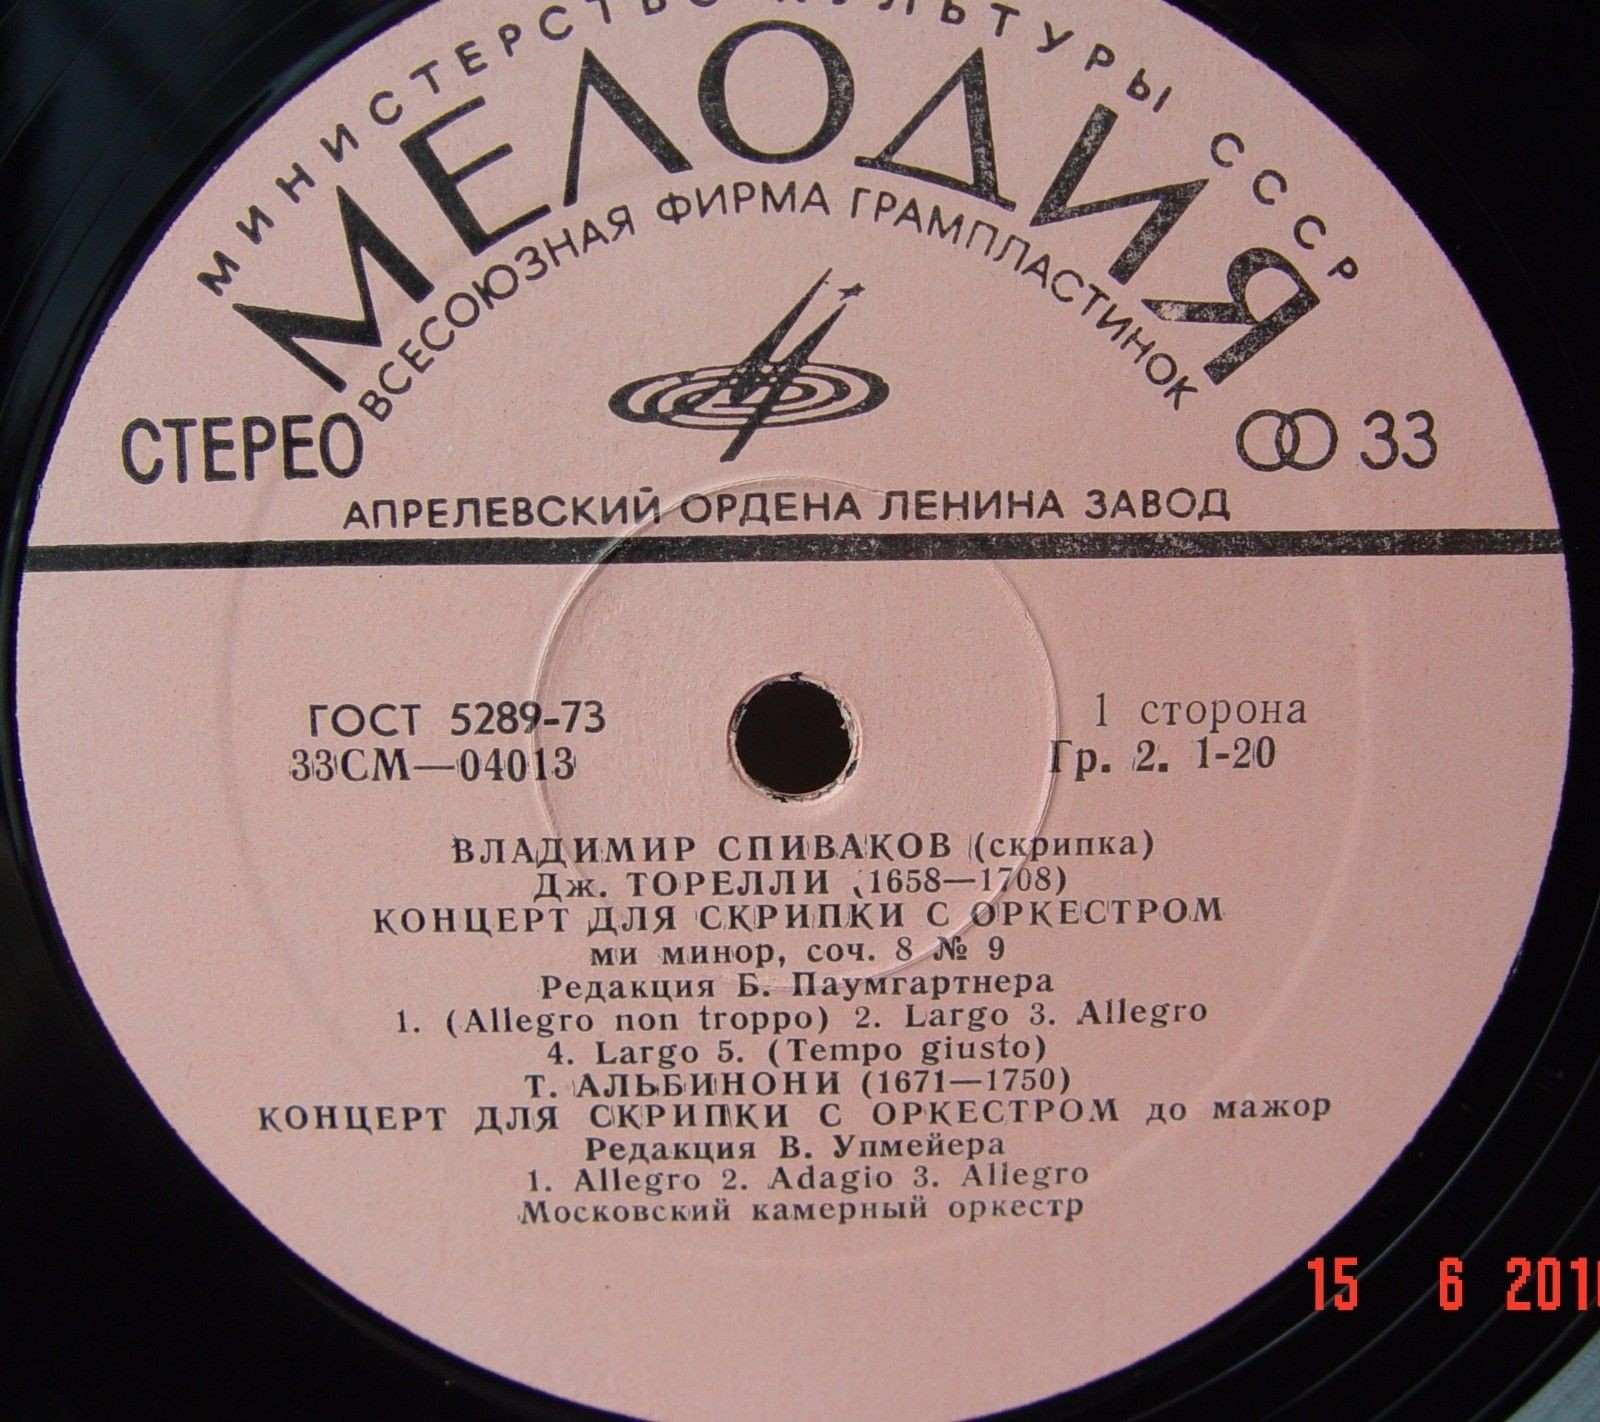 МИНИСТЕРСТВО КУЛЬТУРЫ СССР
МЕЛОДИЯ
ВСЕСОЮЗНАЯ ФИРМА ГРАМПЛАСТИНОК
СТЕРЕО
33
АПРЕЛЕВСКИЙ ОРДЕНА ЛЕНИНА ЗАВОД
ГОСТ 5289-73
33СМ—04013
1 сторона
Гр. 2. 1-20
ВЛАДИМИР СПИВАКОВ (скрипка)
Дж. ТОРЕЛЛИ (1658—1708)
КОНЦЕРТ ДЛЯ СКРИПКИ С ОРКЕСТРОМ
ми минор, соч. 8 № 9
Редакция Б. Паумгартнера
1. (Allegro non troppo) 2. Largo 3. Allegro
4. Largo 5. (Tempo giusto)
Т. АЛЬБИНОНИ (1671—1750)
КОНЦЕРТ ДЛЯ СКРИПКИ С ОРКЕСТРОМ до мажор
Редакция В. Упмейера
1. Allegro 2. Adagio 3. Allegro
Московский камерный оркестр
15 6 201